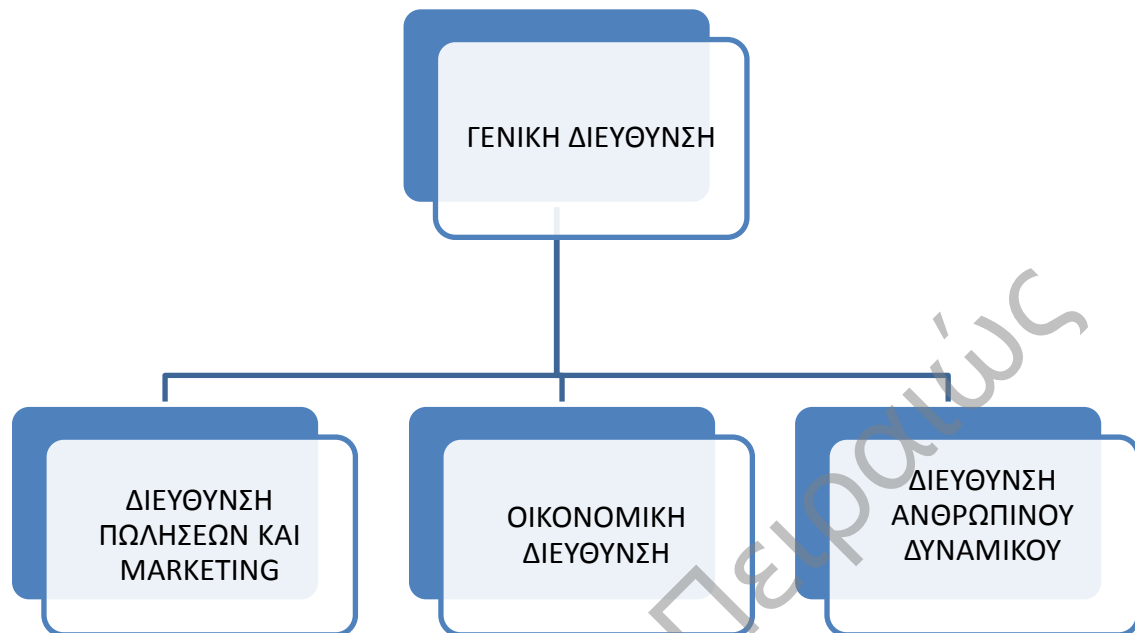 ΓΕΝΙΚΗ ΔΙΕΥΘΥΝΣΗ
ΔΙΕΥΘΥΝΣΗ
ΠΩΛΗΣΕΩΝ ΚΑΙ
MARKETING
ΟΙΚΟΝΟΜΙΚΗ
ΔΙΕΥΘΥΝΣΗ
ΔΙΕΥΘΥΝΣΗ
ΑΝΘΡΩΠΙΝΟΥ
ΔΥΝΑΜΙΚΟΥ
Πειραιώς